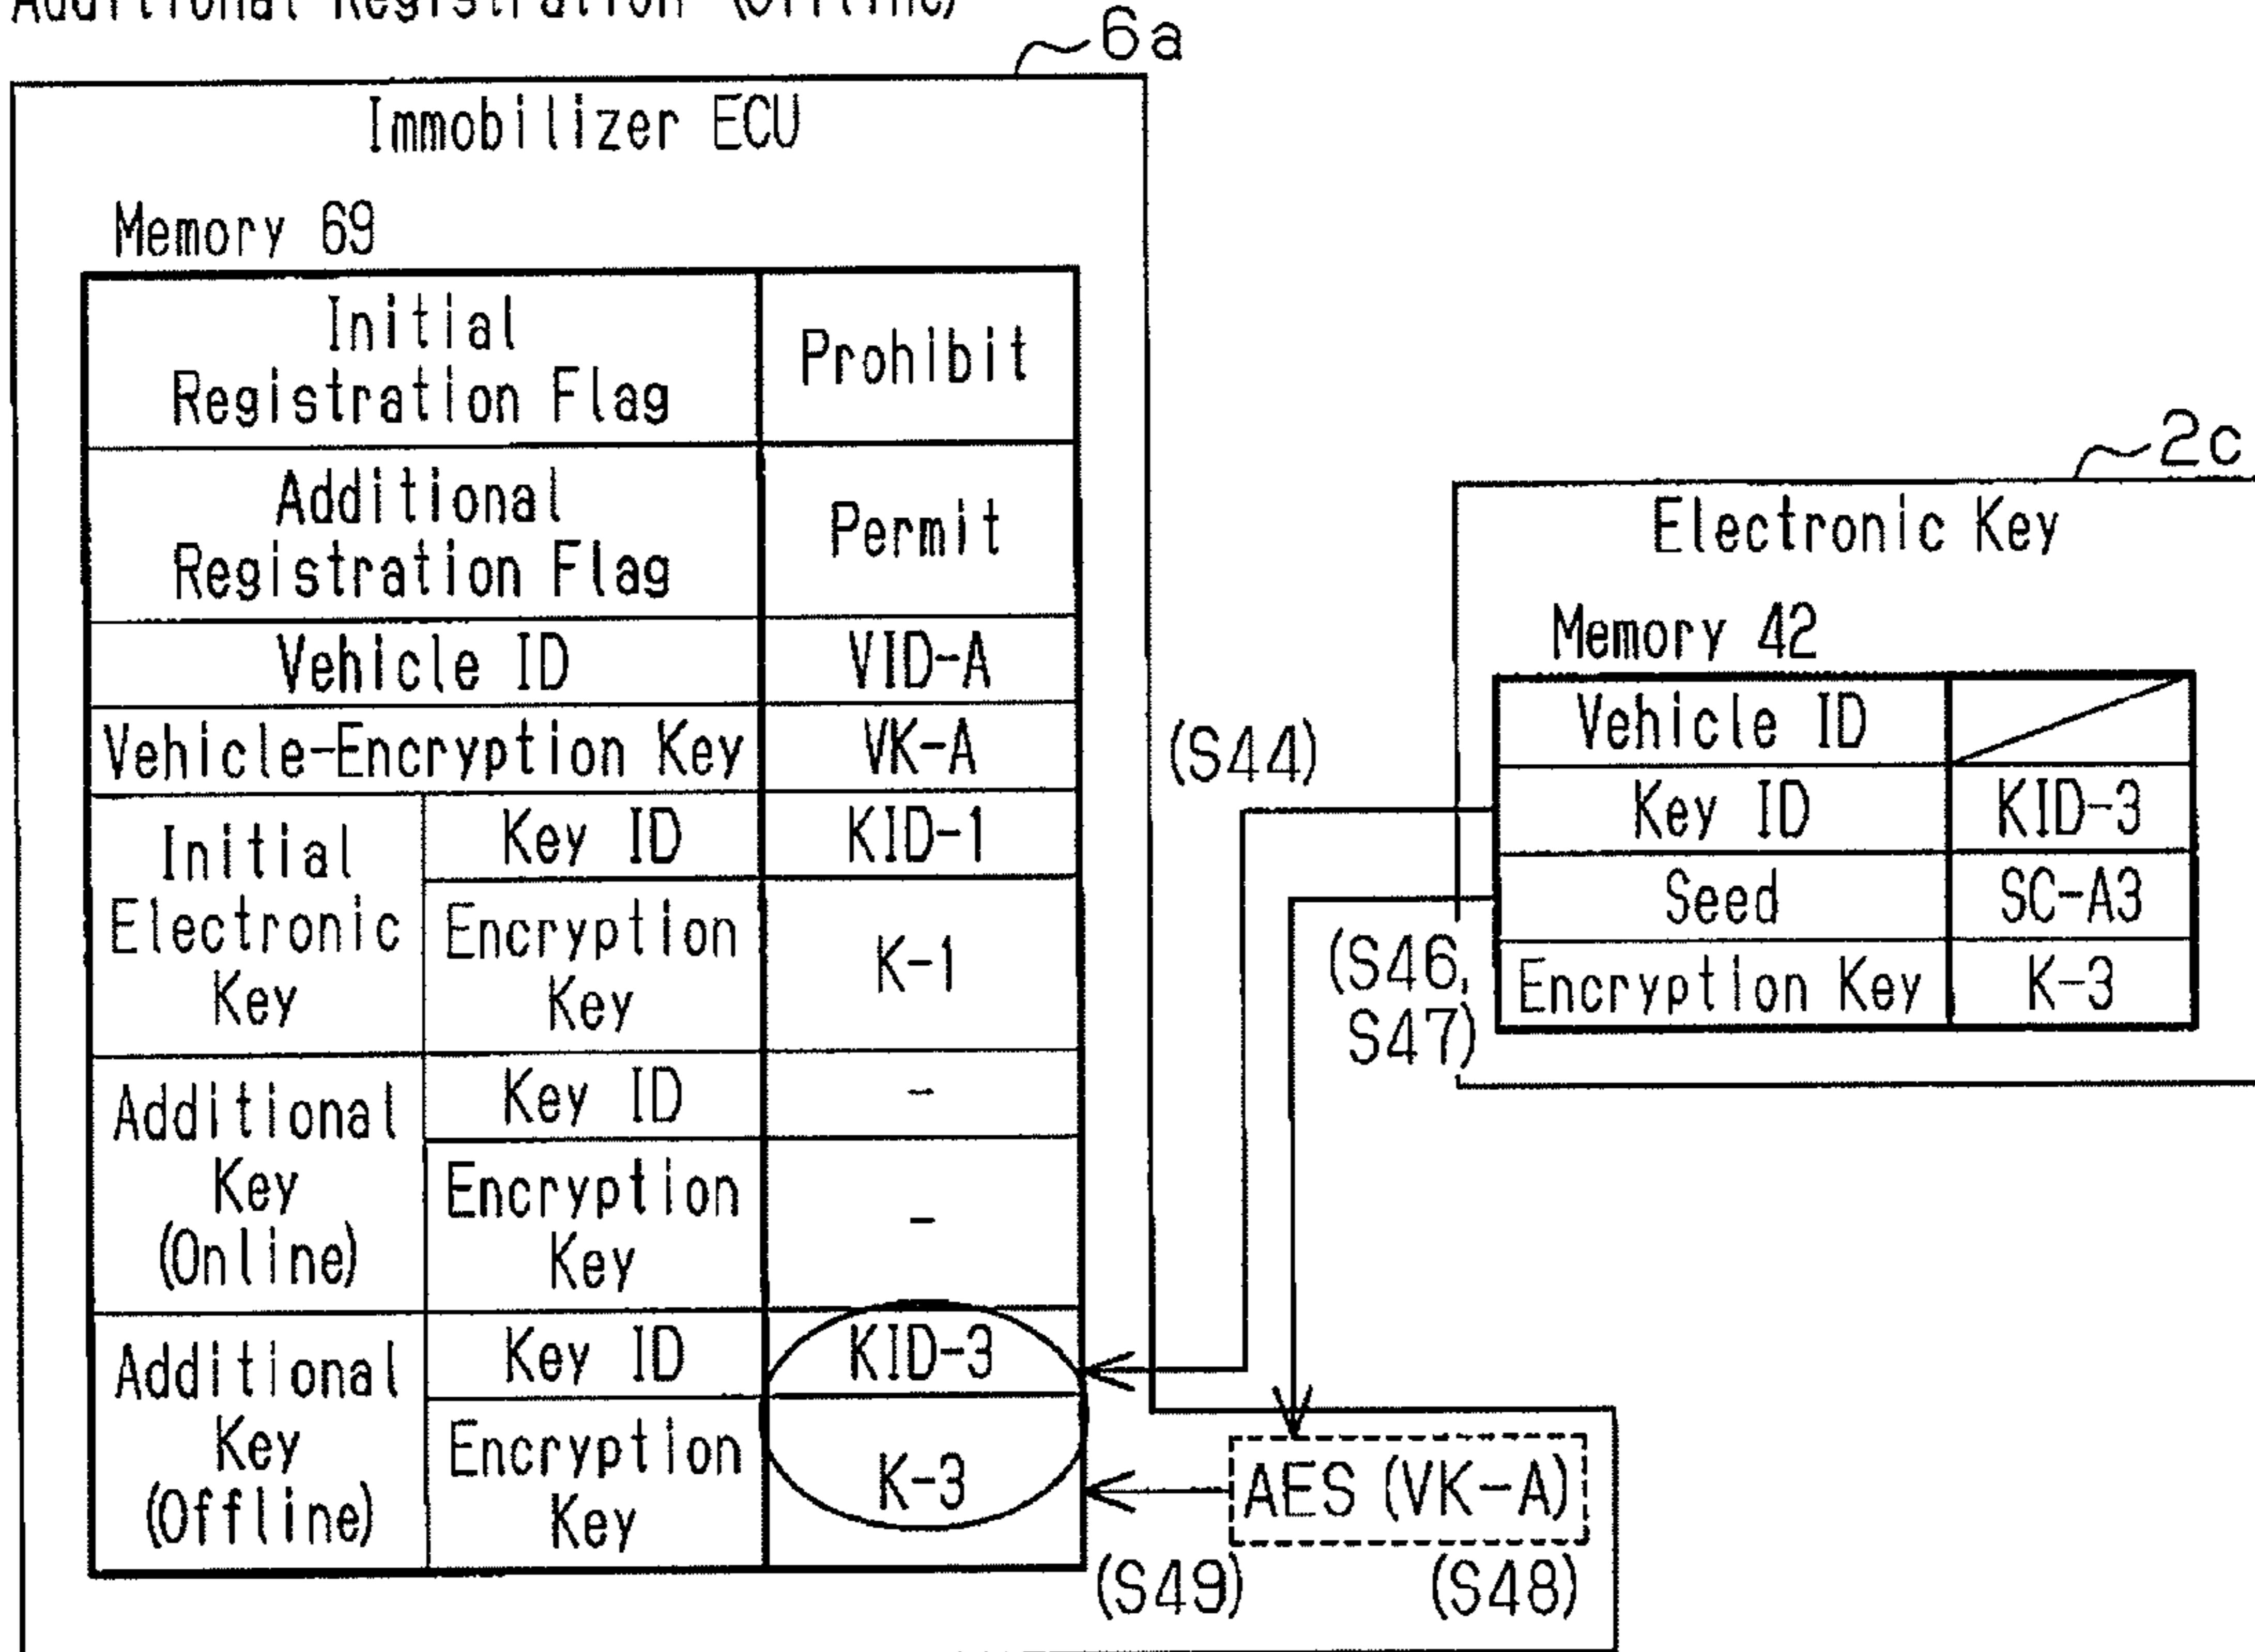 Additional Registration (Offline)
6a
Immobilizer ECU
Memory 69
Initial
Registration Flag
Prohibit
Additional
Registration Flag
Permit
Vehicle ID
VID-A
Vehicle-Encryption Key
VK-A
Initial
Electronic
Key
Key ID
KID-1
Encryption
Key
K-1
Additional
Key
(Online)
Key ID
-
Encryption
Key
-
Additional
Key
(Offline)
Key ID
KID-3
Encryption
Key
K-3
(S44)
(S46,
S47)
AES (VK-A)
(S49)
(S48)
2c
Electronic Key
Memory 42
Vehicle ID
Key ID
KID-3
Seed
SC-A3
Encryption Key
K-3